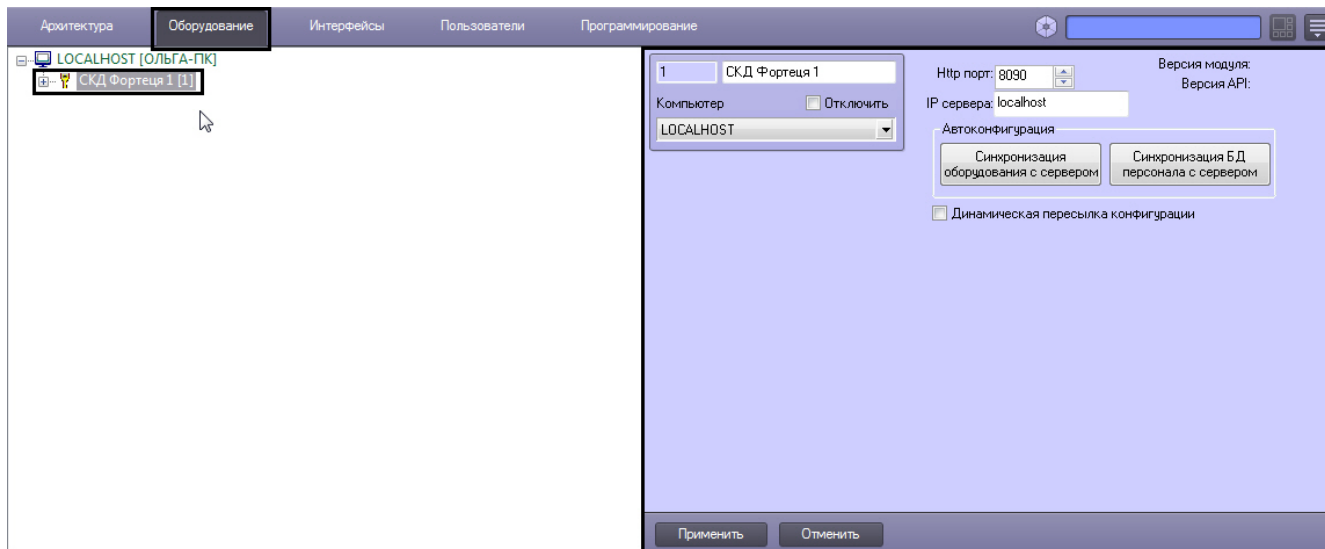 Архитектура Оборудование Интерфейсы Пользователи Программирование
LOCALHOST [ОЛЬГА-ПК]
СКД Фортеця 1 [1]
1 СКД Фортеця 1
Компьютер Отключить
LOCALHOST
Http порт: 8090
IP сервера: localhost
Версия модуля:
Версия API:
Автоконфигурация
Синхронизация
оборудования с сервером
Синхронизация БД
персонала с сервером
Динамическая пересылка конфигурации
Применить Отменить